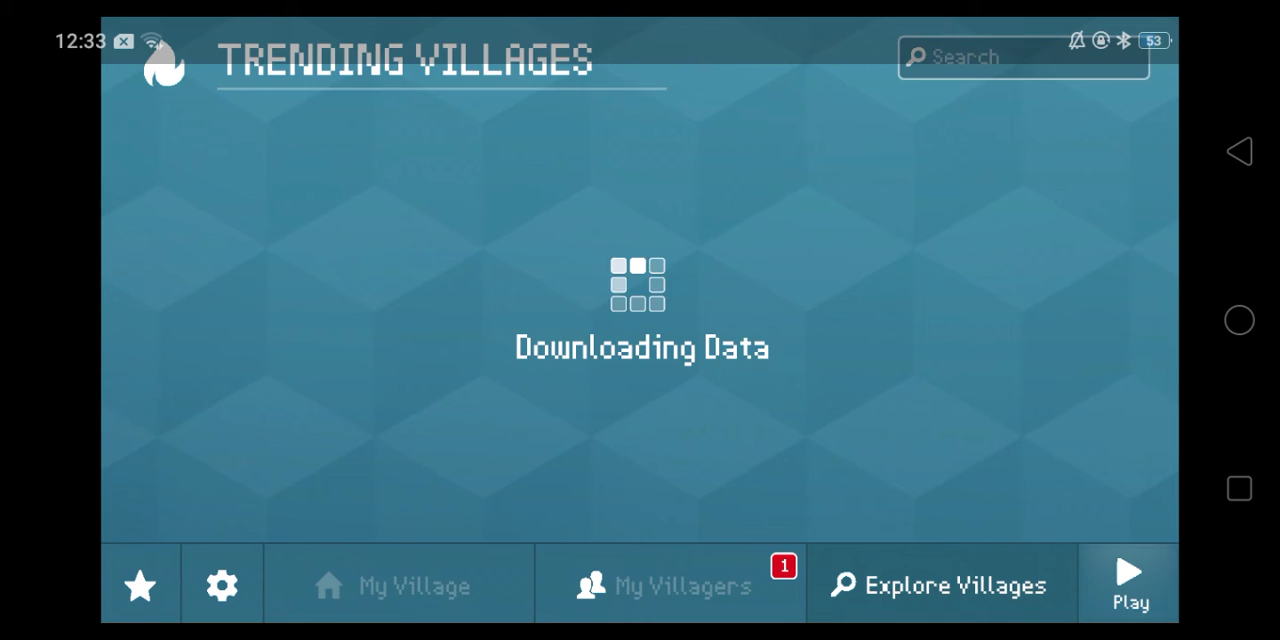 12:33
53
TRENDING VILLAGES
Search
Downloading Data
My Village
My Villagers
1
Explore Villages
Play